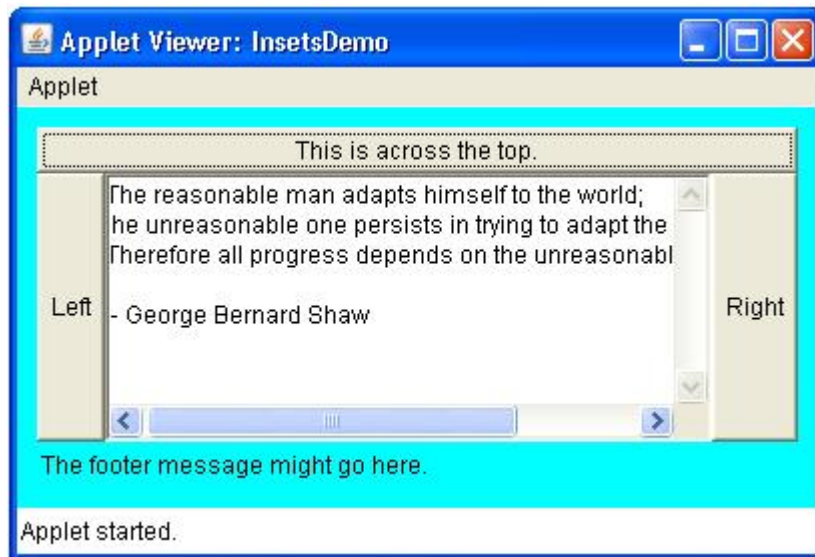 Applet Viewer: InsetsDemo
Applet
This is across the top.
The reasonable man adapts himself to the world;
he unreasonable one persists in trying to adapt the
Therefore all progress depends on the unreasonabl
- George Bernard Shaw
Left
Right
The footer message might go here.
Applet started.